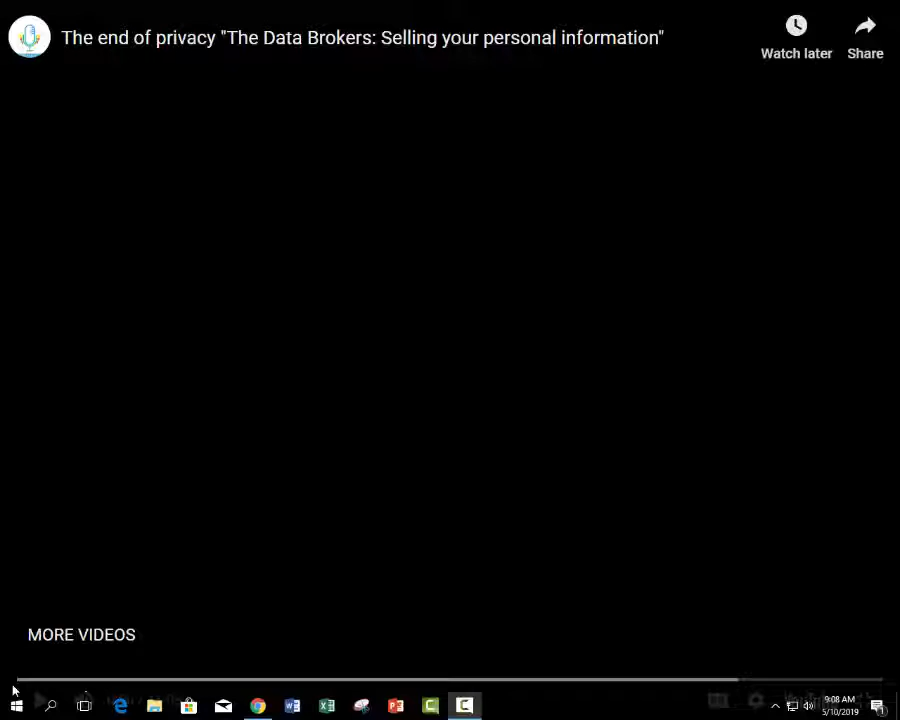 The end of privacy "The Data Brokers: Selling your personal information"
Watch later
Share
MORE VIDEOS
9:08 AM
5/10/2019